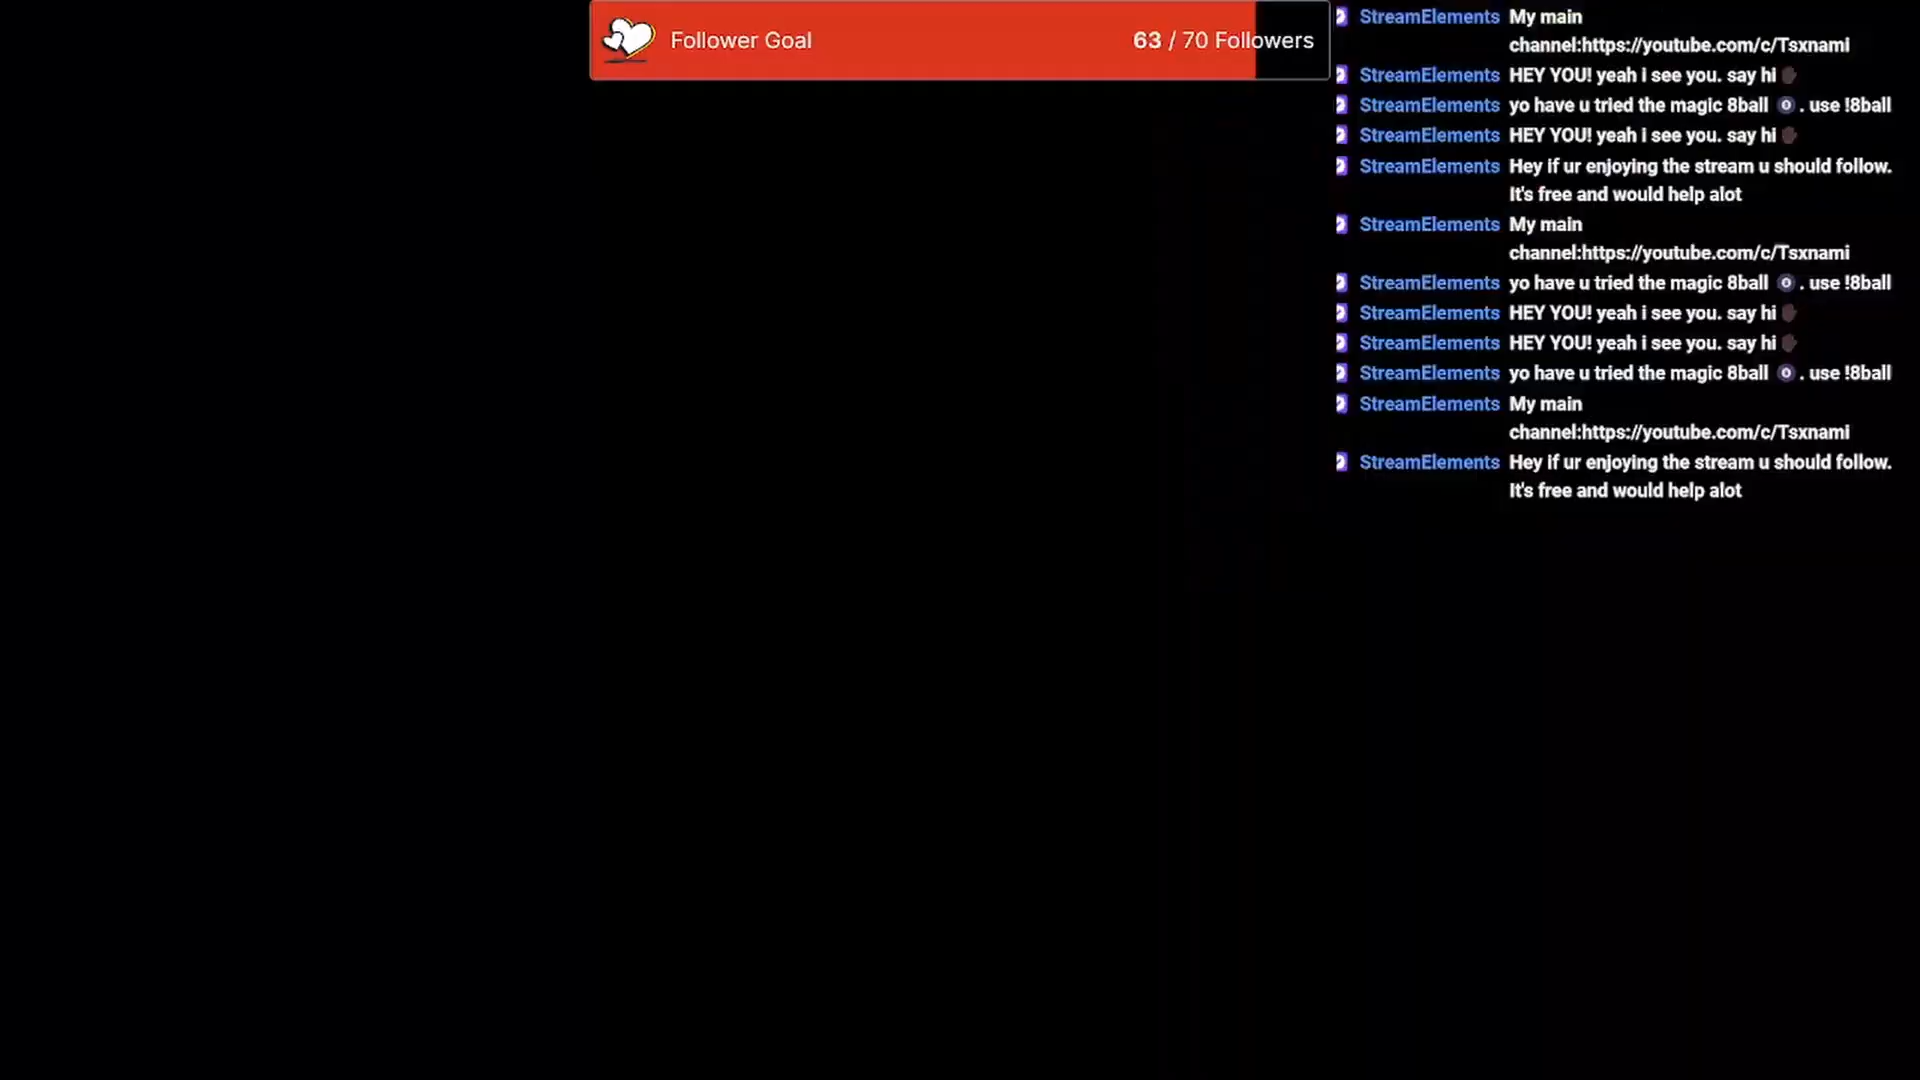 Follower Goal 63 / 70 Followers
StreamElements My main
channel:https://youtube.com/c/Tsxnami
StreamElements HEY YOU! yeah i see you. say hi
StreamElements yo have u tried the magic 8ball . use !8ball
StreamElements HEY YOU! yeah i see you. say hi
StreamElements Hey if ur enjoying the stream u should follow.
It's free and would help alot
StreamElements My main
channel:https://youtube.com/c/Tsxnami
StreamElements yo have u tried the magic 8ball . use !8ball
StreamElements HEY YOU! yeah i see you. say hi
StreamElements HEY YOU! yeah i see you. say hi
StreamElements yo have u tried the magic 8ball . use !8ball
StreamElements My main
channel:https://youtube.com/c/Tsxnami
StreamElements Hey if ur enjoying the stream u should follow.
It's free and would help alot